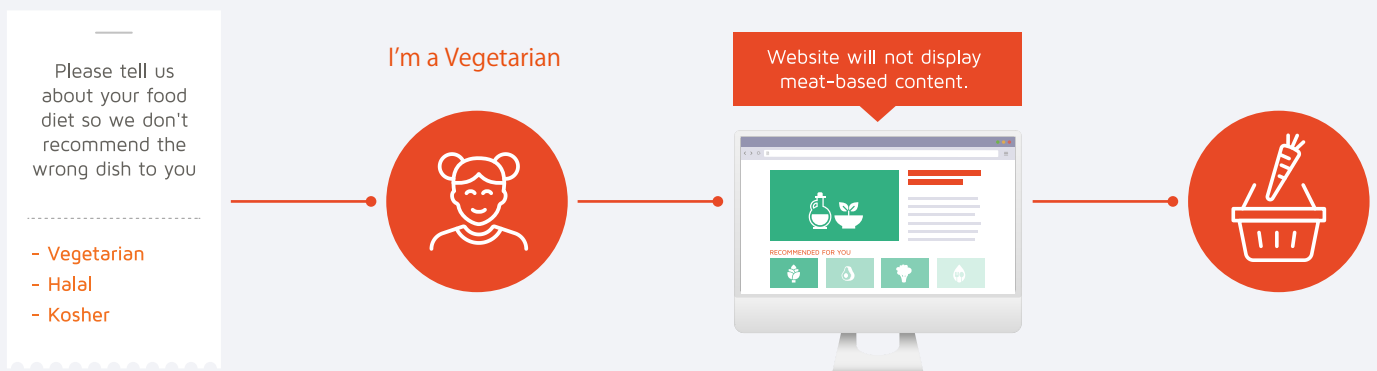 Please tell us
about your food
diet so we don't
recommend the
wrong dish to you
- Vegetarian
- Halal
- Kosher
I'm a Vegetarian
Website will not display
meat-based content.
RECOMMENDED FOR YOU